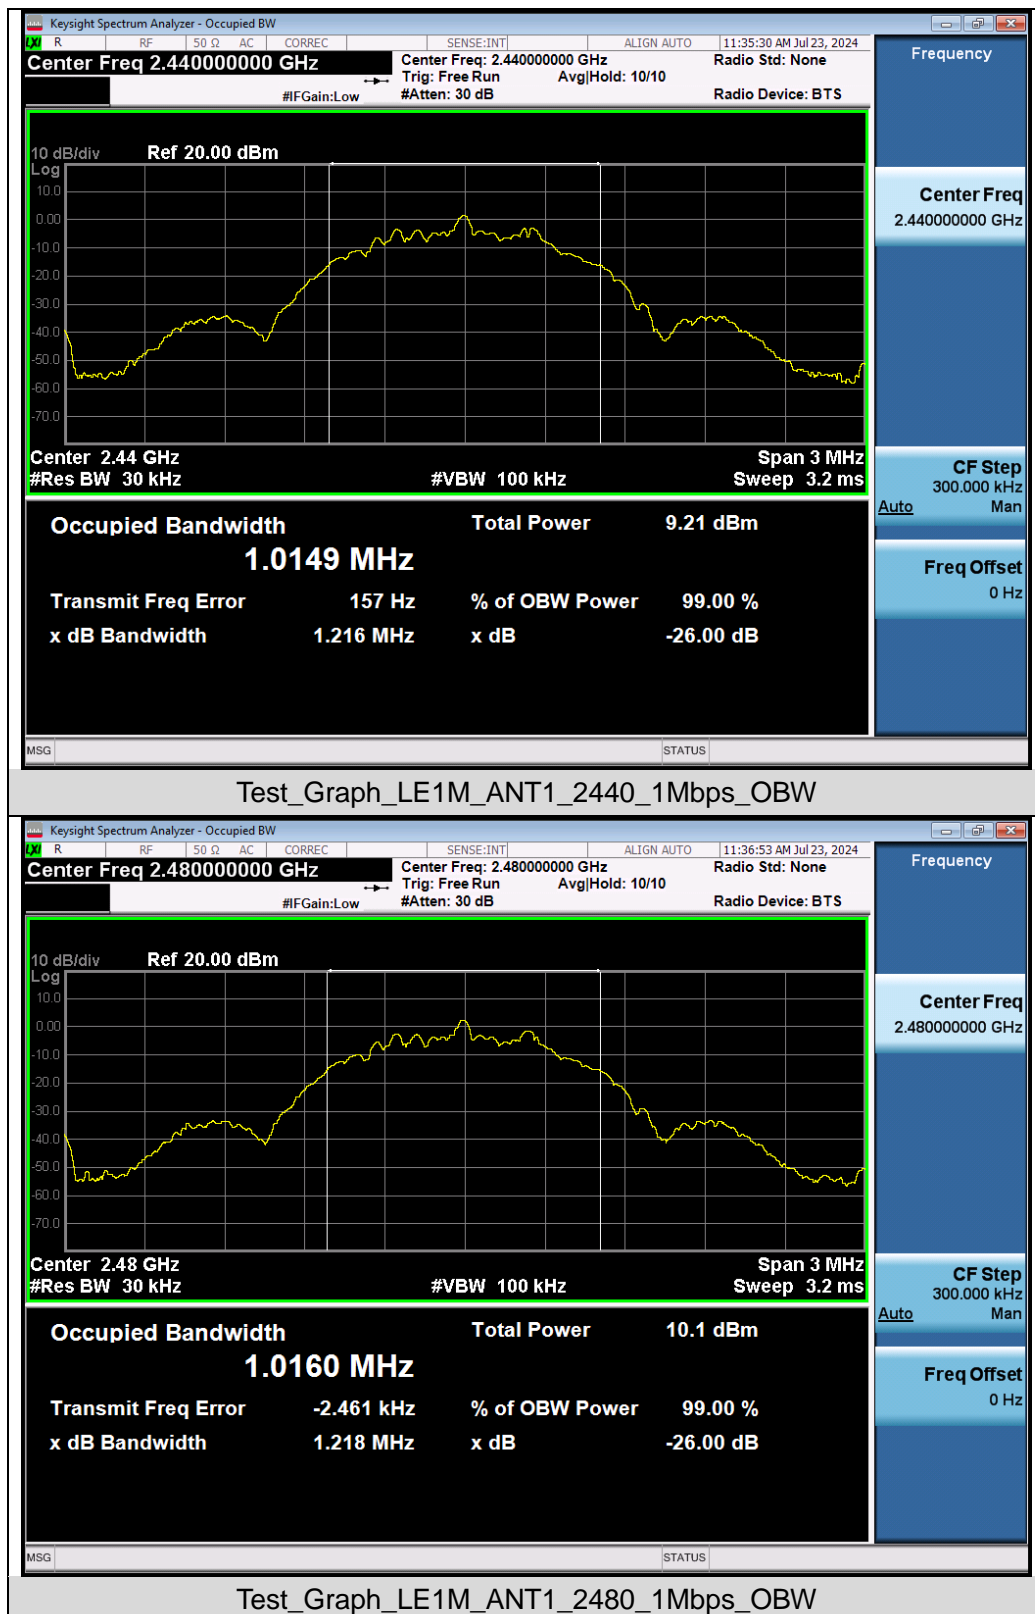 Keysight Spectrum Analyzer - Occupied BW
LXI R RF 50 Ω AC CORREC SENSE:INT ALIGN AUTO 11:35:30 AM Jul 23, 2024
Center Freq 2.440000000 GHz Center Freq: 2.440000000 GHz Radio Std: None Frequency
Trig: Free Run Avg|Hold: 10/10
#IFGain:Low #Atten: 30 dB Radio Device: BTS
10 dB/div Ref 20.00 dBm
Log
10.0
0.00
-10.0
-20.0
-30.0
-40.0
-50.0
-60.0
-70.0
Center Freq
2.440000000 GHz
Center 2.44 GHz Span 3 MHz
#Res BW 30 kHz #VBW 100 kHz Sweep 3.2 ms
CF Step
300.000 kHz
Auto Man
Occupied Bandwidth Total Power 9.21 dBm
1.0149 MHz
Freq Offset
0 Hz
Transmit Freq Error 157 Hz % of OBW Power 99.00 %
x dB Bandwidth 1.216 MHz x dB -26.00 dB
MSG STATUS
Test_Graph_LE1M_ANT1_2440_1Mbps_OBW
Keysight Spectrum Analyzer - Occupied BW
LXI R RF 50 Ω AC CORREC SENSE:INT ALIGN AUTO 11:36:53 AM Jul 23, 2024
Center Freq 2.480000000 GHz Center Freq: 2.480000000 GHz Radio Std: None Frequency
Trig: Free Run Avg|Hold: 10/10
#IFGain:Low #Atten: 30 dB Radio Device: BTS
10 dB/div Ref 20.00 dBm
Log
10.0
0.00
-10.0
-20.0
-30.0
-40.0
-50.0
-60.0
-70.0
Center Freq
2.480000000 GHz
Center 2.48 GHz Span 3 MHz
#Res BW 30 kHz #VBW 100 kHz Sweep 3.2 ms
CF Step
300.000 kHz
Auto Man
Occupied Bandwidth Total Power 10.1 dBm
1.0160 MHz
Freq Offset
0 Hz
Transmit Freq Error -2.461 kHz % of OBW Power 99.00 %
x dB Bandwidth 1.218 MHz x dB -26.00 dB
MSG STATUS
Test_Graph_LE1M_ANT1_2480_1Mbps_OBW